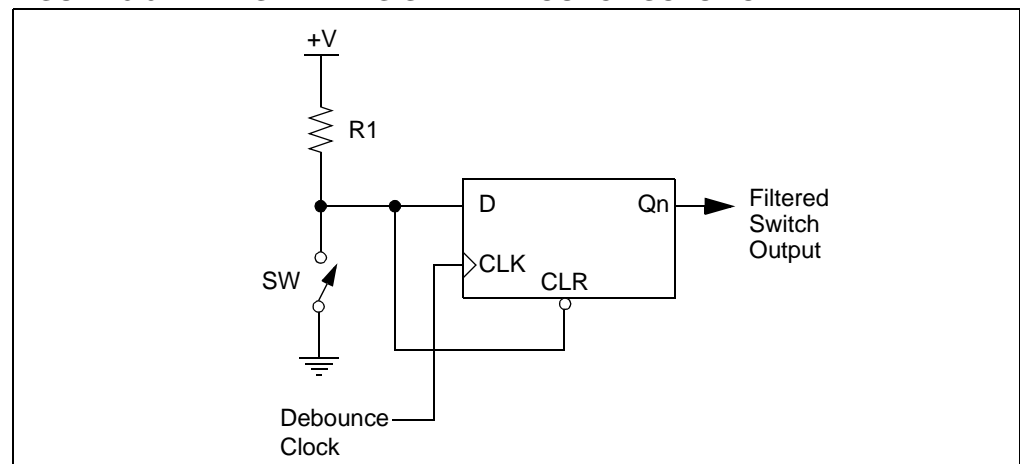 +V
R1
D
Qn
Filtered
Switch
Output
CLK
SW
CLR
Debounce
Clock